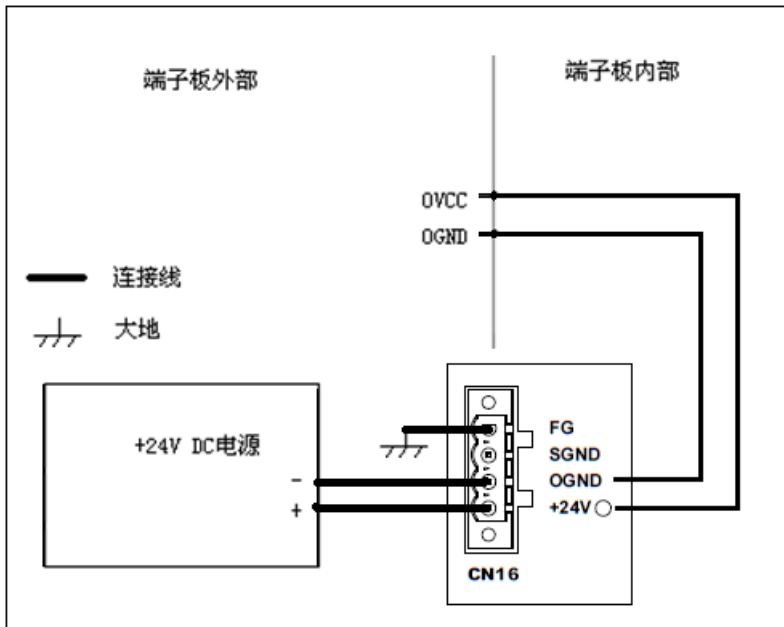 端子板外部
端子板内部
OVCC
OGND
连接线
大地
+24V DC电源
-
+
FG
SGND
OGND
+24V
CN16